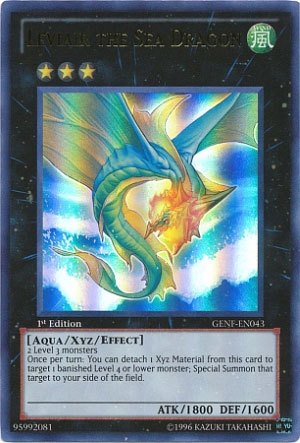 Leviair the Sea Dragon
風
1st Edition
GENF-EN043
[Aqua/Xyz/Effect]
2 Level 3 monsters
Once per turn: You can detach 1 Xyz Material from this card to
target 1 banished Level 4 or lower monster; Special Summon that
target to your side of the field.
ATK/1800 DEF/1600
95992081
©1996 KAZUKI TAKAHASHI